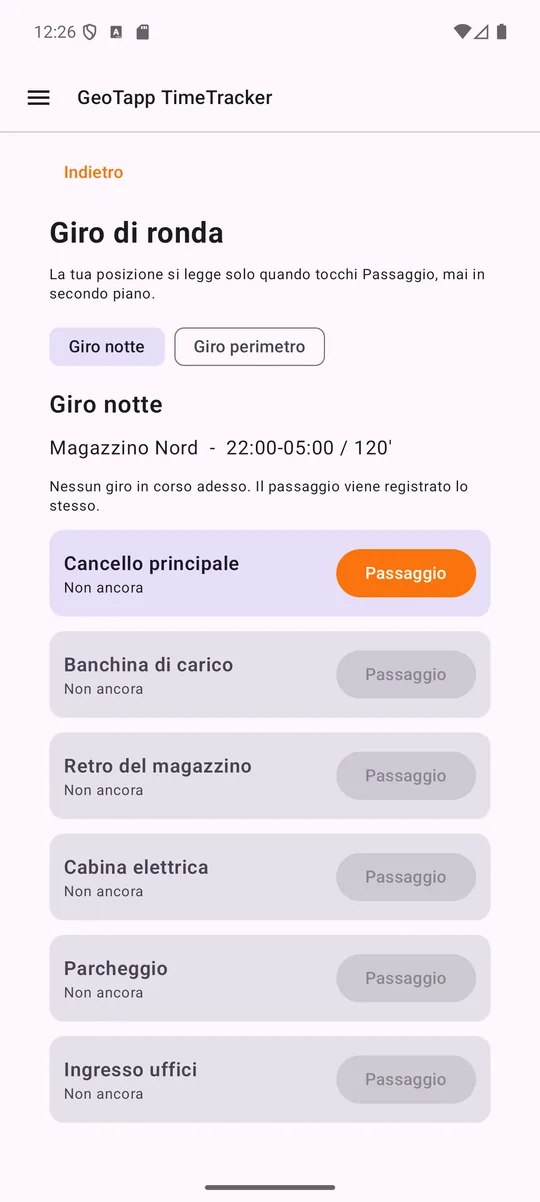 12:26
GeoTapp TimeTracker
Indietro
Giro di ronda
La tua posizione si legge solo quando tocchi Passaggio, mai in
secondo piano.
Giro notte
Giro perimetro
Giro notte
Magazzino Nord - 22:00-05:00 / 120'
Nessun giro in corso adesso. Il passaggio viene registrato lo
stesso.
Cancello principale
Non ancora
Passaggio
Banchina di carico
Non ancora
Passaggio
Retro del magazzino
Non ancora
Passaggio
Cabina elettrica
Non ancora
Passaggio
Parcheggio
Non ancora
Passaggio
Ingresso uffici
Non ancora
Passaggio